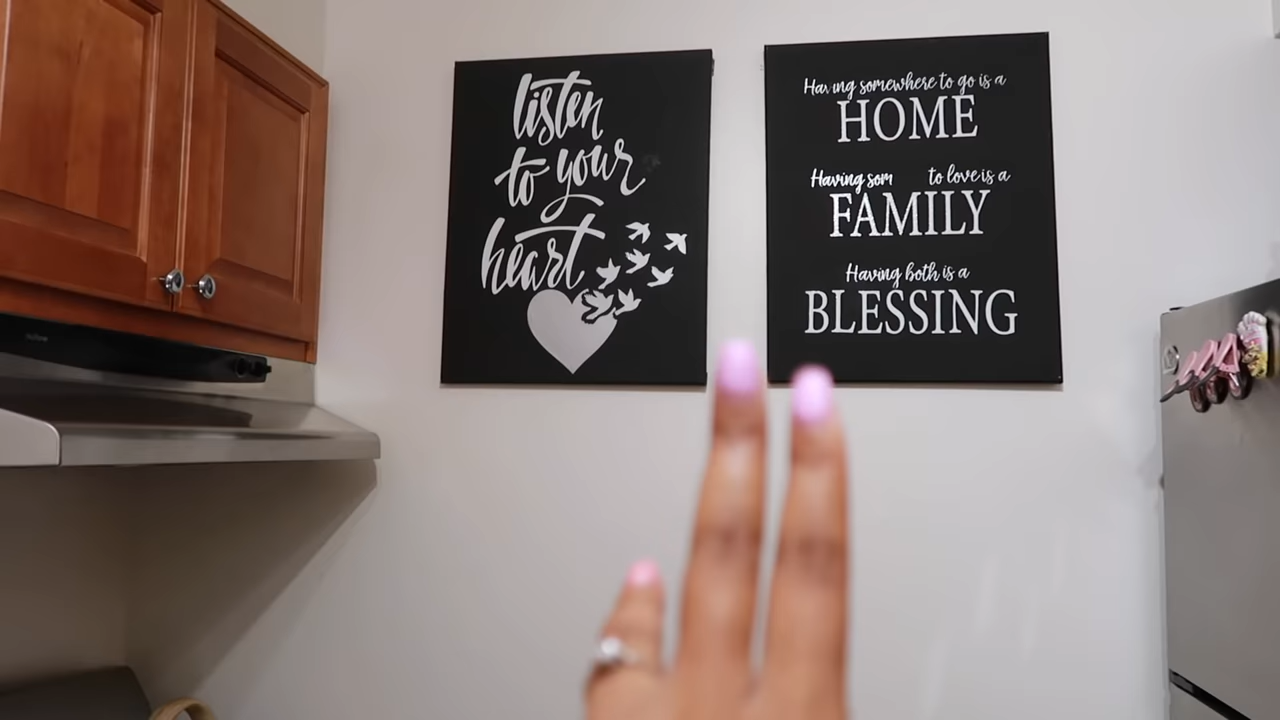 listen
to your
heart
Having somewhere to go is a
HOME
Having som to love is a
FAMILY
Having both is a
BLESSING